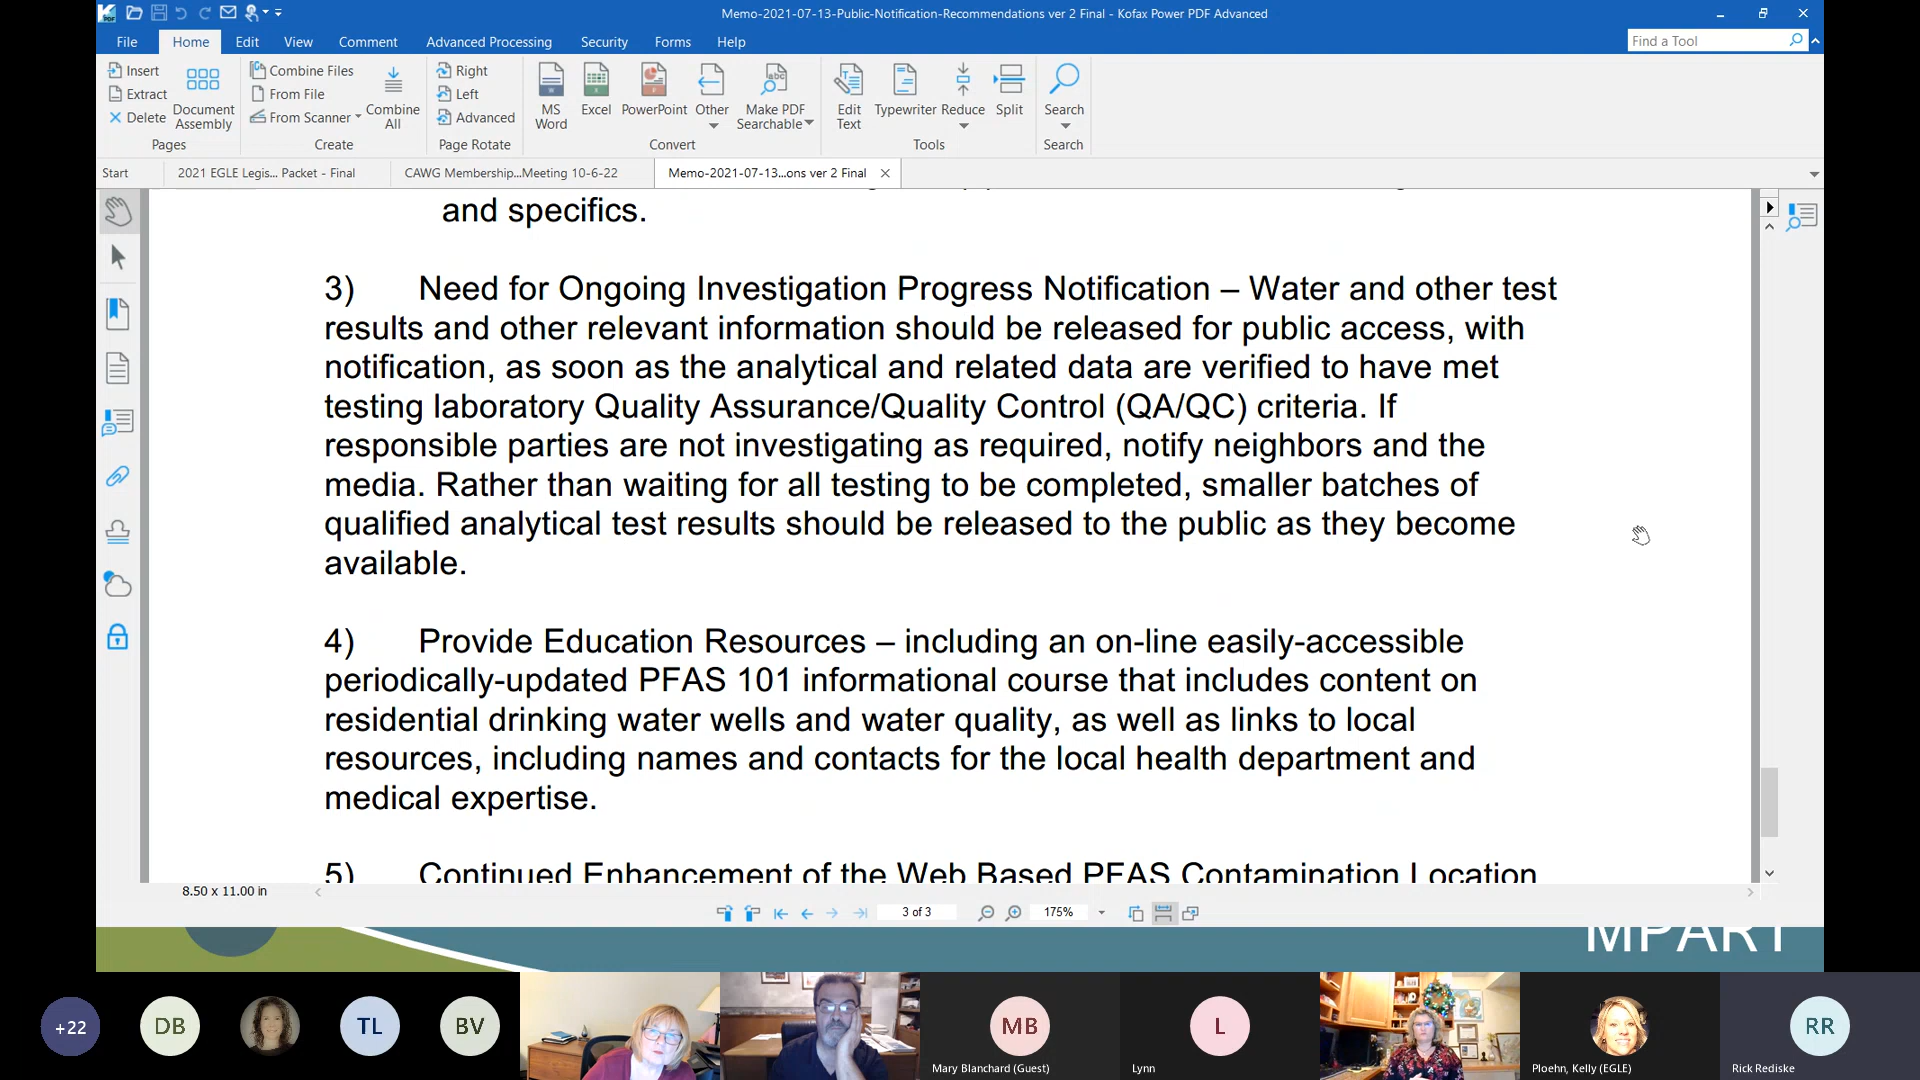 Memo-2021-07-13-Public-Notification-Recommendations ver 2 Final - Kofax Power PDF Advanced
File Home Edit View Comment Advanced Processing Security Forms Help
Find a Tool
Insert
Extract
Delete
Document Assembly
Pages
Combine Files
From File
From Scanner
Combine All
Create
Right
Left
Advanced
Page Rotate
MS Word
Excel
PowerPoint
Other
Make PDF Searchable
Convert
Edit Text
Typewriter
Reduce
Split
Tools
Search
Search
Start
2021 EGLE Legis... Packet - Final
CAWG Membership...Meeting 10-6-22
Memo-2021-07-13...ons ver 2 Final
and specifics.
3) Need for Ongoing Investigation Progress Notification – Water and other test
results and other relevant information should be released for public access, with
notification, as soon as the analytical and related data are verified to have met
testing laboratory Quality Assurance/Quality Control (QA/QC) criteria. If
responsible parties are not investigating as required, notify neighbors and the
media. Rather than waiting for all testing to be completed, smaller batches of
qualified analytical test results should be released to the public as they become
available.
4) Provide Education Resources – including an on-line easily-accessible
periodically-updated PFAS 101 informational course that includes content on
residential drinking water wells and water quality, as well as links to local
resources, including names and contacts for the local health department and
medical expertise.
5) Continued Enhancement of the Web Based PFAS Contamination Location
8.50 x 11.00 in
3 of 3
175%
MPART
+22
DB
TL
BV
MB
L
RR
Mary Blanchard (Guest)
Lynn
Ploehn, Kelly (EGLE)
Rick Rediske